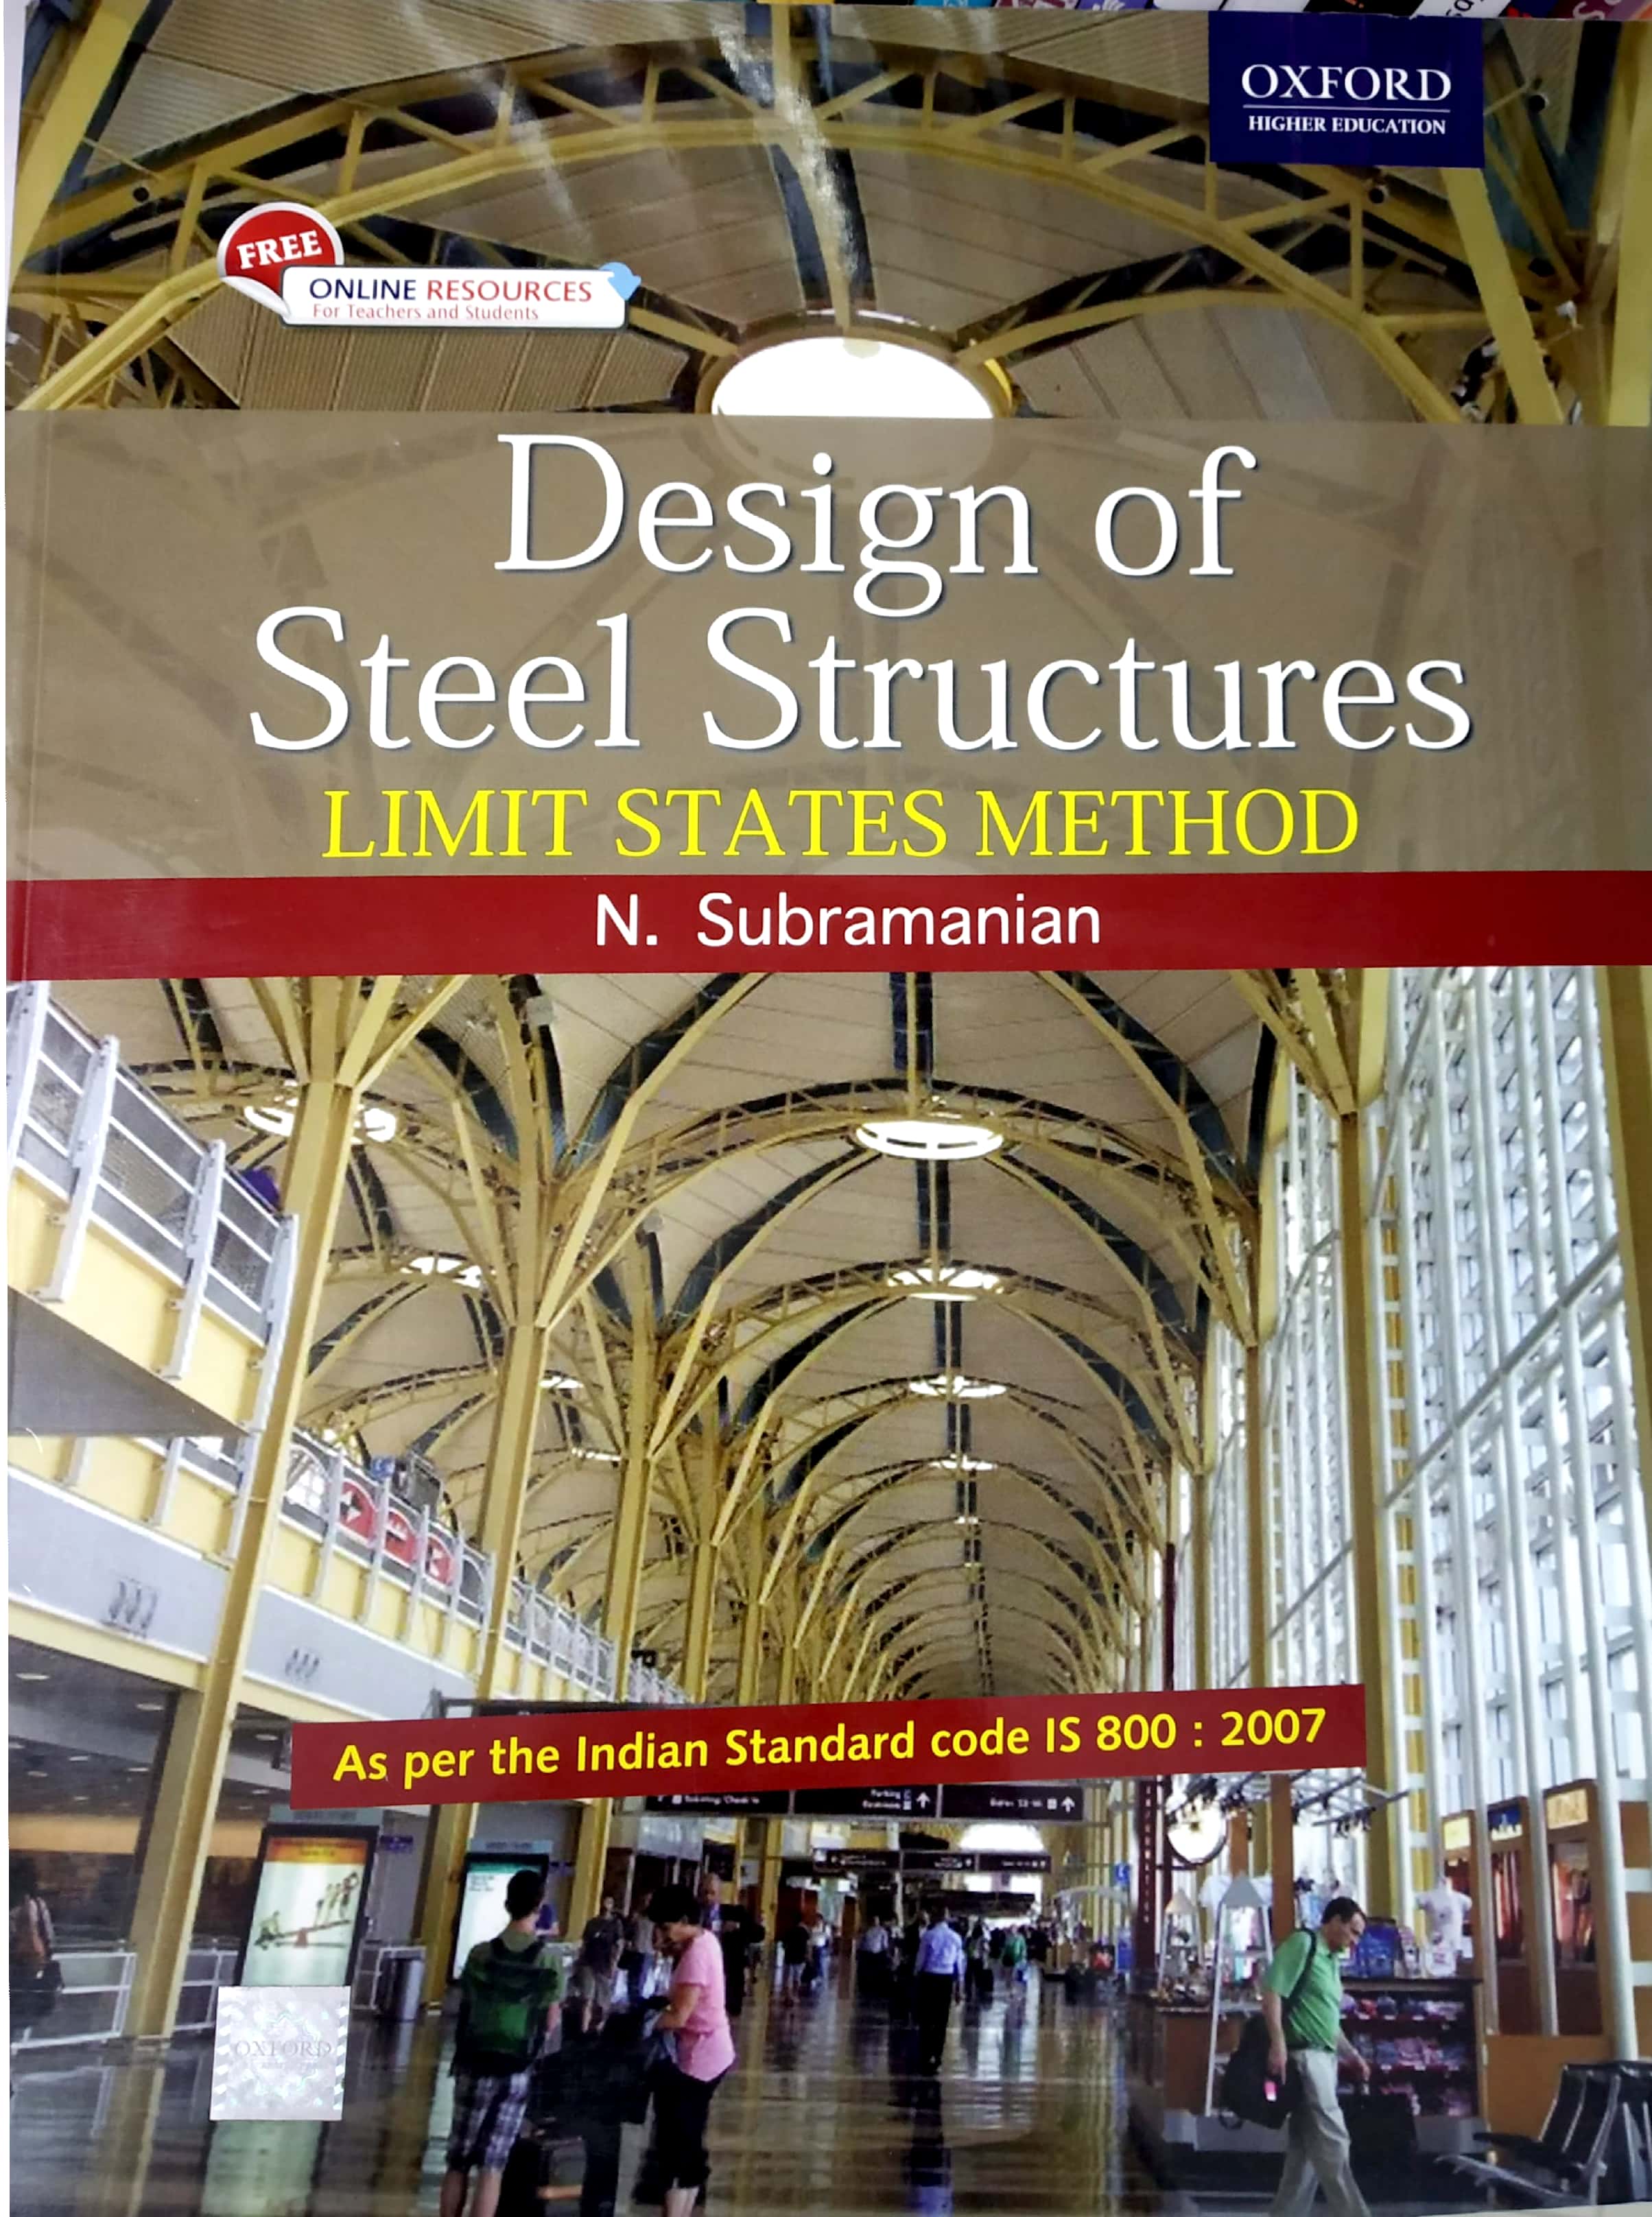 OXFORD
HIGHER EDUCATION
FREE
ONLINE RESOURCES
For Teachers and Students
Design of
Steel Structures
LIMIT STATES METHOD
N. Subramanian
As per the Indian Standard code IS 800 : 2007
OXFORD